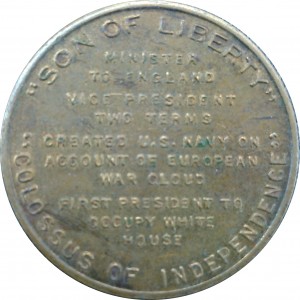 "SON OF LIBERTY"
MINISTER
TO ENGLAND
VICE PRESIDENT
TWO TERMS
CREATED U.S. NAVY ON
ACCOUNT OF EUROPEAN
WAR CLOUD
FIRST PRESIDENT TO
OCCUPY WHITE
HOUSE
"COLOSSUS OF INDEPENDENCE"